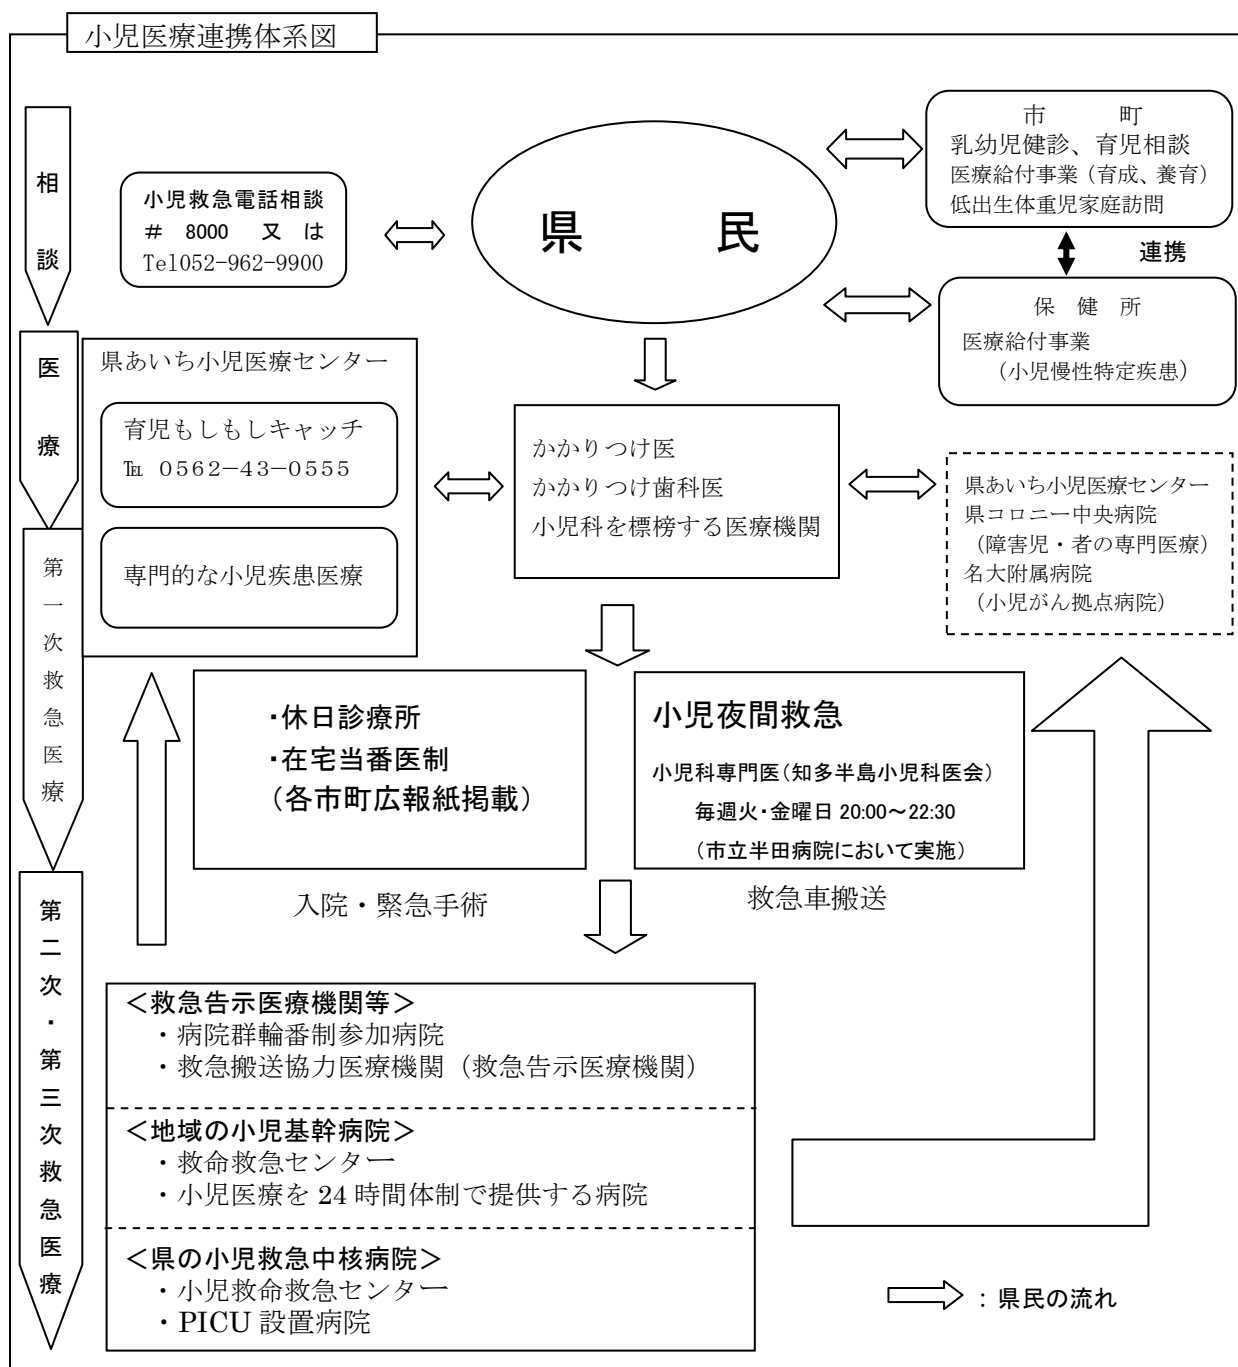 小児医療連携体系図
相談
小児救急電話相談
＃ 8000 又は
Tel052-962-9900
県 民
市 町
乳幼児健診、育児相談
医療給付事業（育成、養育）
低出生体重児家庭訪問
連携
保 健 所
医療給付事業
（小児慢性特定疾患）
医療
県あいち小児医療センター
育児もしもしキャッチ
℡ 0562−43−0555
専門的な小児疾患医療
かかりつけ医
かかりつけ歯科医
小児科を標榜する医療機関
県あいち小児医療センター
県コロニー中央病院
（障害児・者の専門医療）
名大附属病院
（小児がん拠点病院）
第一次救急医療
・休日診療所
・在宅当番医制
（各市町広報紙掲載）
小児夜間救急
小児科専門医（知多半島小児科医会）
毎週火・金曜日 20:00～22:30
（市立半田病院において実施）
入院・緊急手術
救急車搬送
第二次・第三次救急医療
＜救急告示医療機関等＞
・病院群輪番制参加病院
・救急搬送協力医療機関（救急告示医療機関）
＜地域の小児基幹病院＞
・救命救急センター
・小児医療を 24 時間体制で提供する病院
＜県の小児救急中核病院＞
・小児救命救急センター
・PICU 設置病院
：県民の流れ